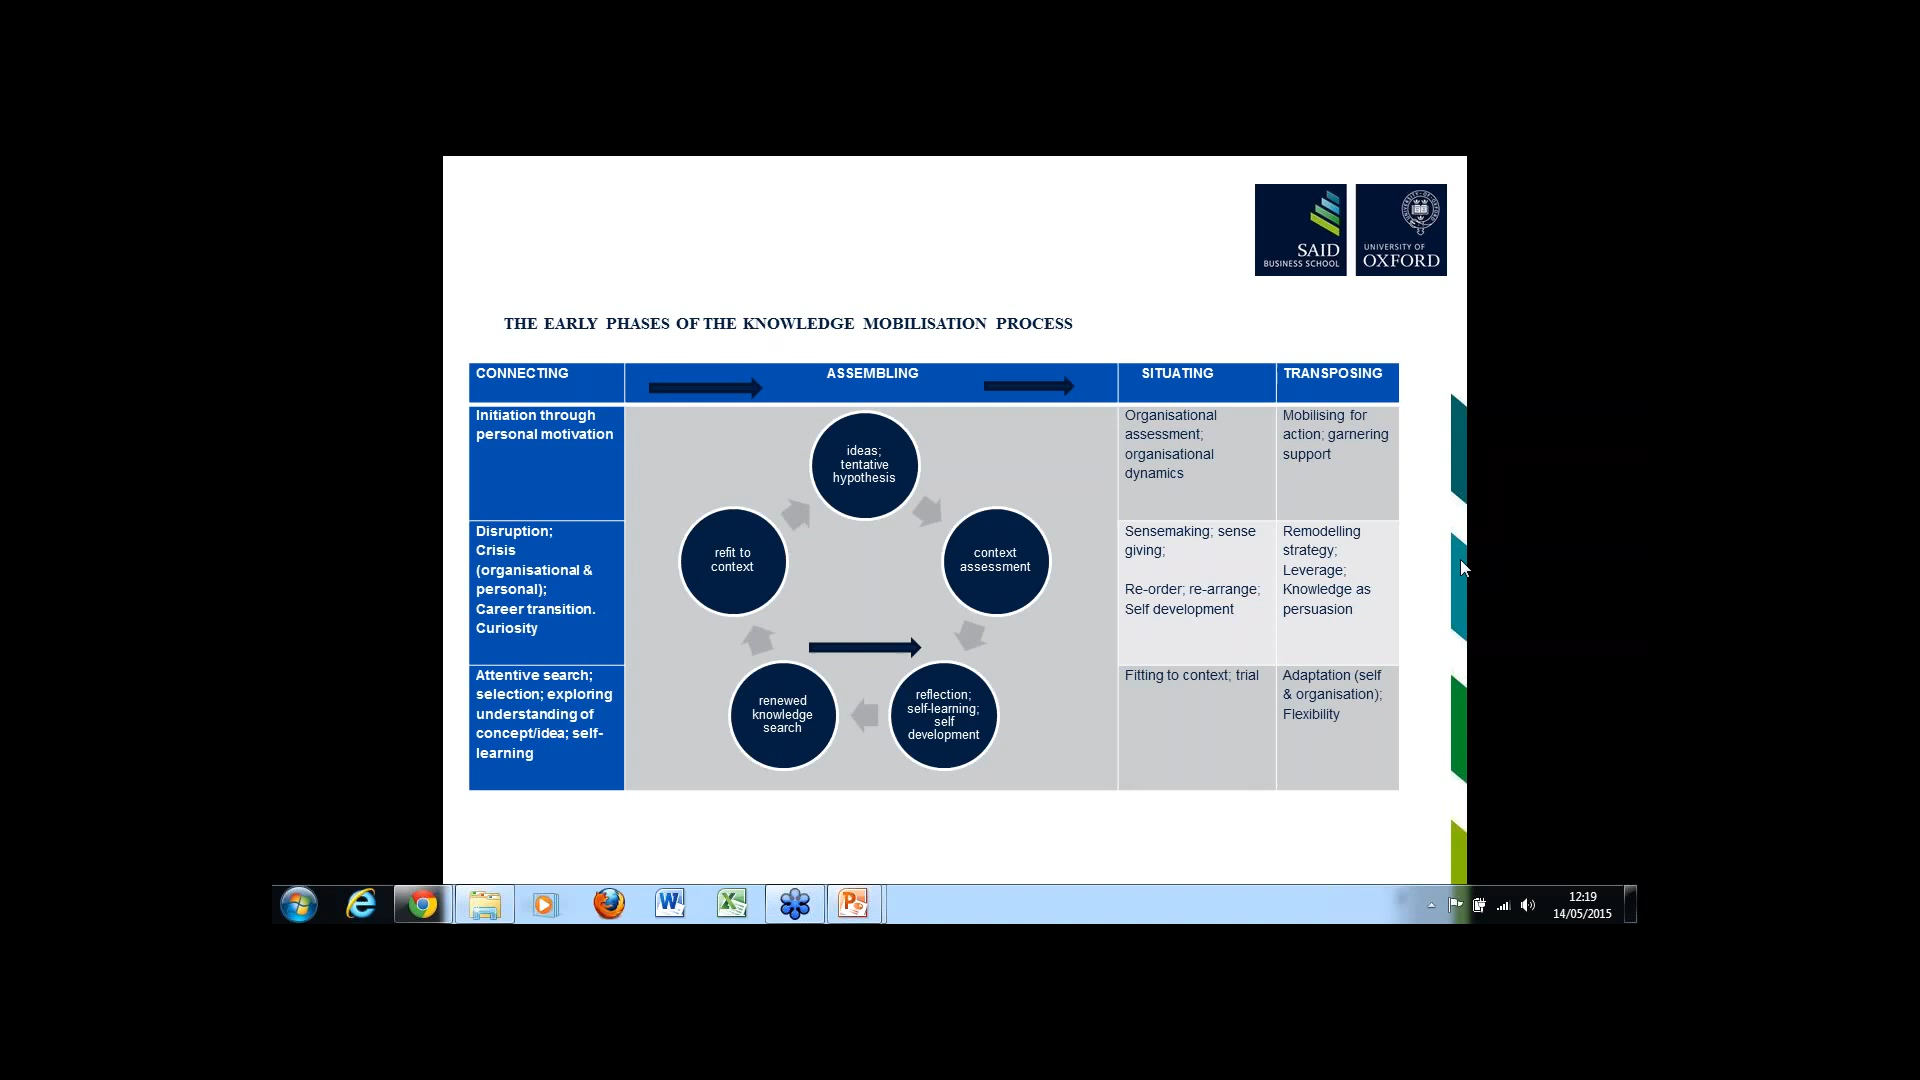 SAID
BUSINESS SCHOOL
UNIVERSITY OF
OXFORD
THE EARLY PHASES OF THE KNOWLEDGE MOBILISATION PROCESS
CONNECTING
ASSEMBLING
SITUATING
TRANSPOSING
Initiation through
personal motivation
Disruption;
Crisis
(organisational &
personal);
Career transition.
Curiosity
Attentive search;
selection; exploring
understanding of
concept/idea; self-
learning
ideas;
tentative
hypothesis
context
assessment
reflection;
self-learning;
self
development
renewed
knowledge
search
refit to
context
Organisational
assessment;
organisational
dynamics
Mobilising for
action; garnering
support
Sensemaking; sense
giving;
Re-order; re-arrange;
Self development
Remodelling
strategy;
Leverage;
Knowledge as
persuasion
Fitting to context; trial
Adaptation (self
& organisation);
Flexibility
12:19
14/05/2015